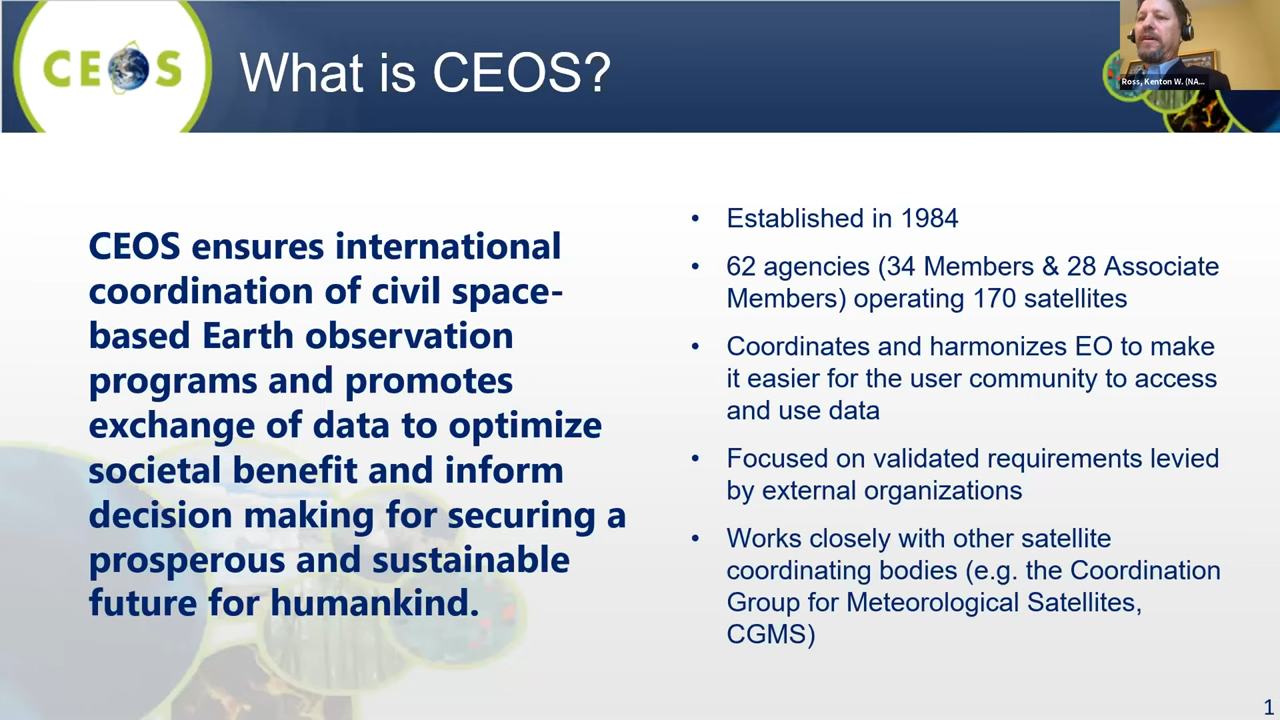 CEOS
What is CEOS?
Ross, Kenton W. (NA...
CEOS ensures international
coordination of civil space-
based Earth observation
programs and promotes
exchange of data to optimize
societal benefit and inform
decision making for securing a
prosperous and sustainable
future for humankind.
• Established in 1984
• 62 agencies (34 Members & 28 Associate
Members) operating 170 satellites
• Coordinates and harmonizes EO to make
it easier for the user community to access
and use data
• Focused on validated requirements levied
by external organizations
• Works closely with other satellite
coordinating bodies (e.g. the Coordination
Group for Meteorological Satellites,
CGMS)
1